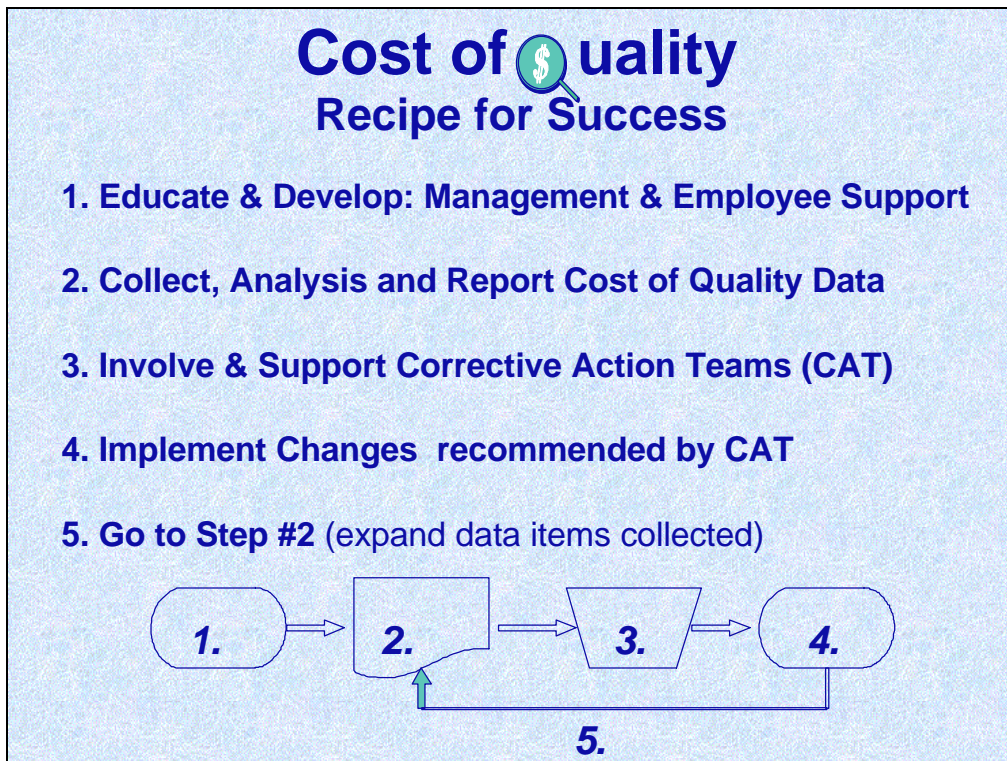 Cost of $ uality
Recipe for Success
1. Educate & Develop: Management & Employee Support
2. Collect, Analysis and Report Cost of Quality Data
3. Involve & Support Corrective Action Teams (CAT)
4. Implement Changes recommended by CAT
5. Go to Step #2 (expand data items collected)
1. 2. 3. 4.
5.